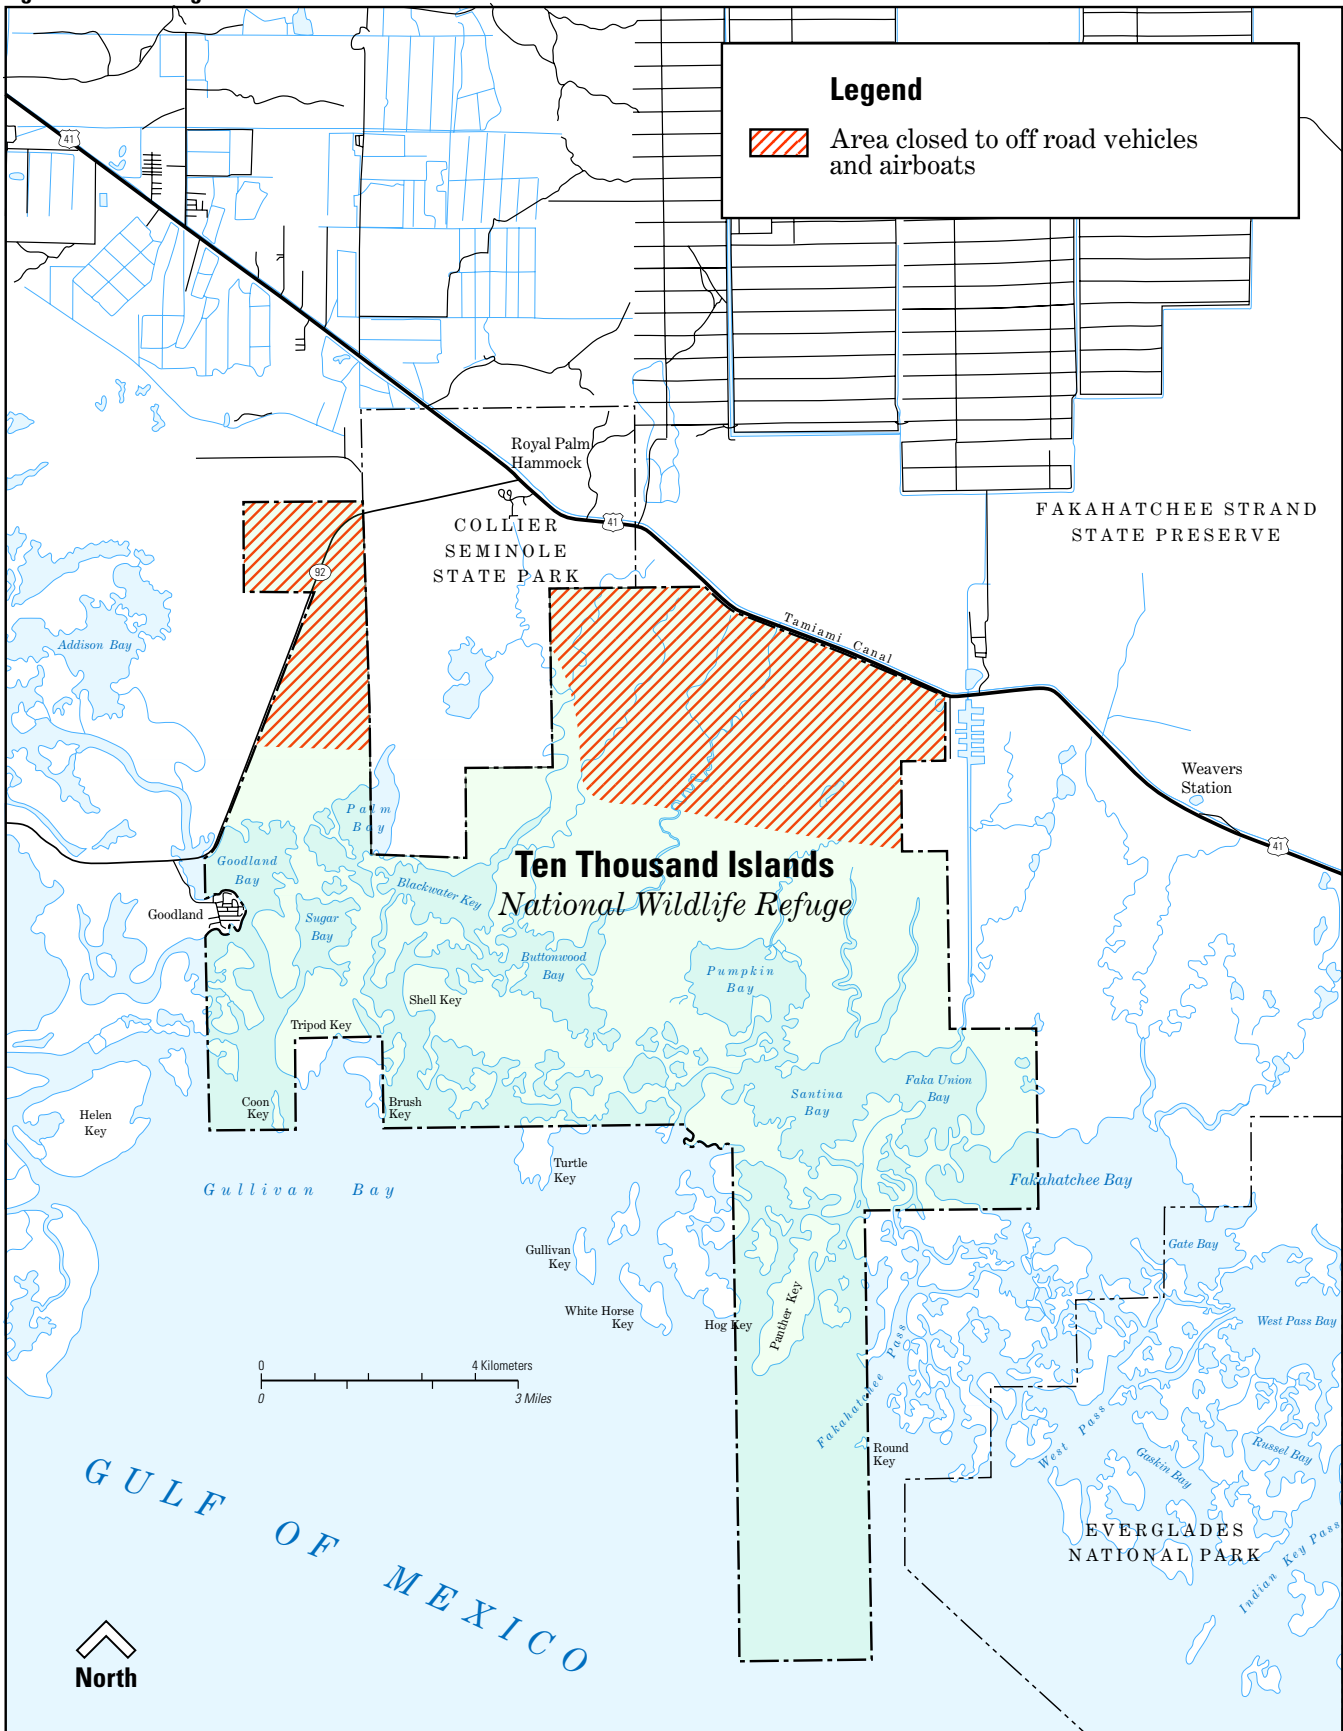 Legend
Area closed to off road vehicles
and airboats
41
Royal Palm
Hammock
41
COLLIER
SEMINOLE
STATE PARK
FAKAHATCHEE STRAND
STATE PRESERVE
92
Tamiami Canal
Addison Bay
Weavers
Station
41
Palm
Bay
Goodland
Bay
Ten Thousand Islands
National Wildlife Refuge
Blackwater Key
Goodland
Sugar
Bay
Buttonwood
Bay
Pumpkin
Bay
Shell Key
Tripod Key
Santina
Bay
Faka Union
Bay
Helen
Key
Coon
Key
Brush
Key
Turtle
Key
Gullivan Bay
Fakahatchee Bay
Gullivan
Key
Gate Bay
White Horse
Key
Hog Key
Panther Key
West Pass Bay
Fakahatchee Pass
0
4 Kilometers
0
3 Miles
Round
Key
West Pass
Gaskin Bay
Russel Bay
EVERGLADES
NATIONAL PARK
Indian Key Pass
GULF OF MEXICO
North